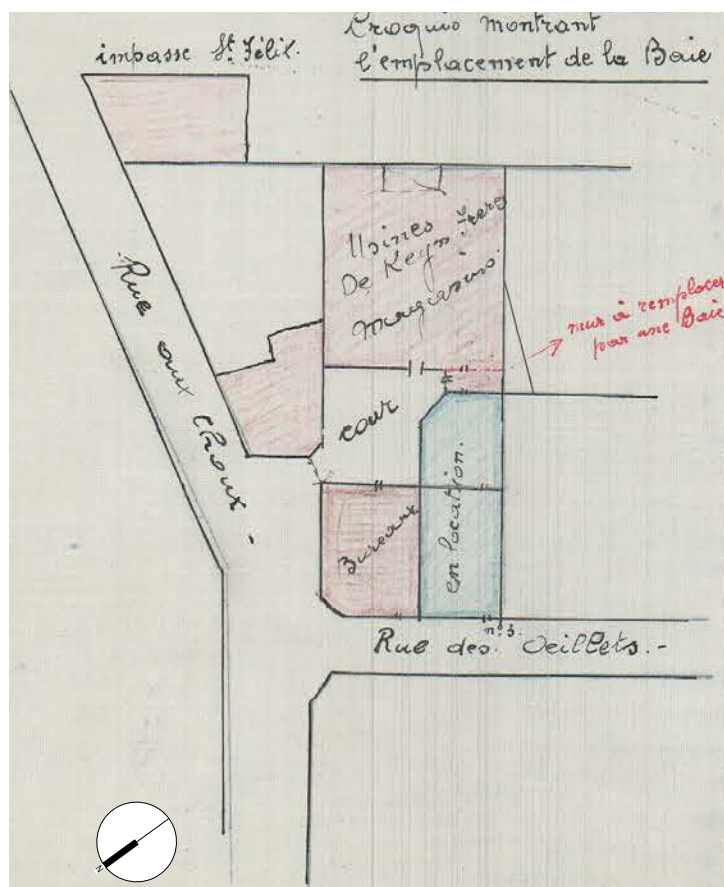 Croquis montrant
l'emplacement de la Baie
impasse St. Félix.
Usines
De Keyn Frere
magasins.
Rue aux Choux -
mur à remplacer
par une Baie
cour
Bureaux
en location.
n° 3.
Rue des Oeillets.-
N